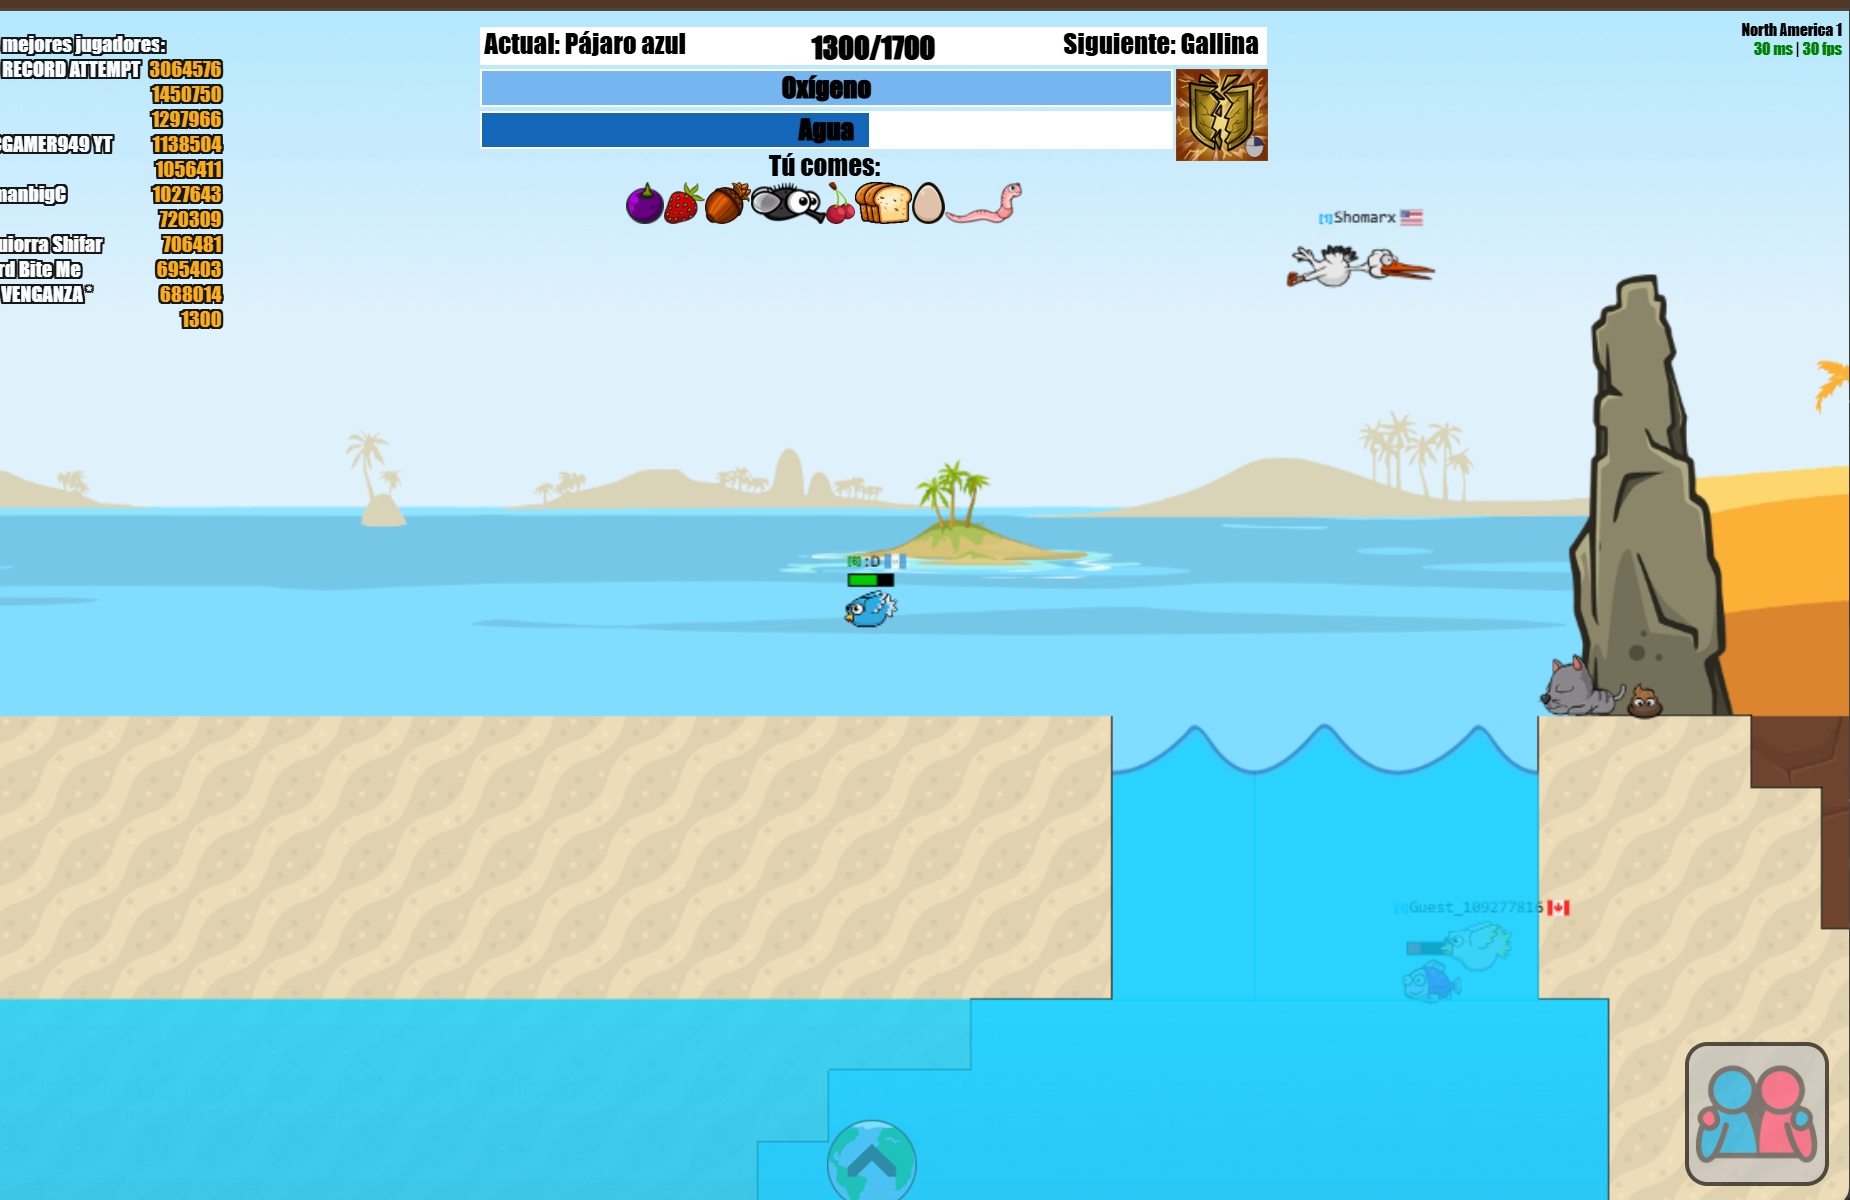 mejores jugadores:
RECORD ATTEMPT 3064576
1450750
1297966
GAMER949 YT 1138504
1056411
manbigC 1027643
720309
uiorra Shifar 706481
rd Bite Me 695403
VENGANZA* 688014
1300
Actual: Pájaro azul
1300/1700
Siguiente: Gallina
Oxígeno
Agua
Tú comes:
North America 1
30 ms | 30 fps
[1]Shomarx
:D
Guest_109277816